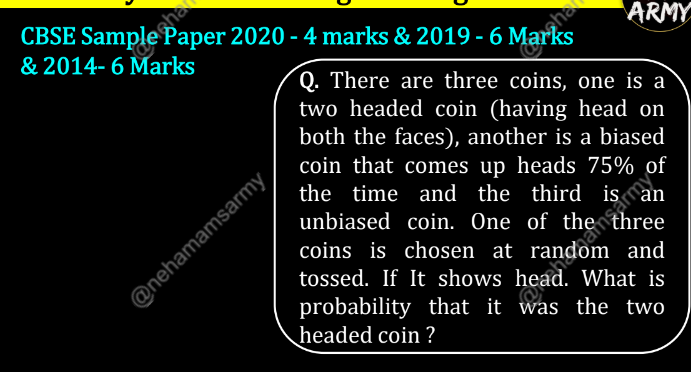 ARMY
CBSE Sample Paper 2020 - 4 marks & 2019 - 6 Marks
& 2014- 6 Marks
Q. There are three coins, one is a
two headed coin (having head on
both the faces), another is a biased
coin that comes up heads 75% of
the time and the third is an
unbiased coin. One of the three
coins is chosen at random and
tossed. If It shows head. What is
probability that it was the two
headed coin ?
@nehamamsarmy
@nehamamsarmy
@nehamamsarmy